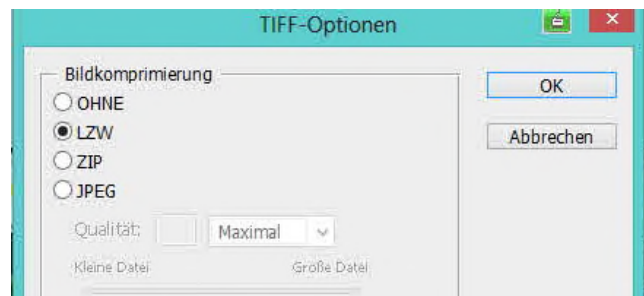 TIFF-Optionen
Bildkomprimierung
OHNE
LZW
ZIP
JPEG
Qualität: Maximal
Kleine Datei Große Datei
OK
Abbrechen